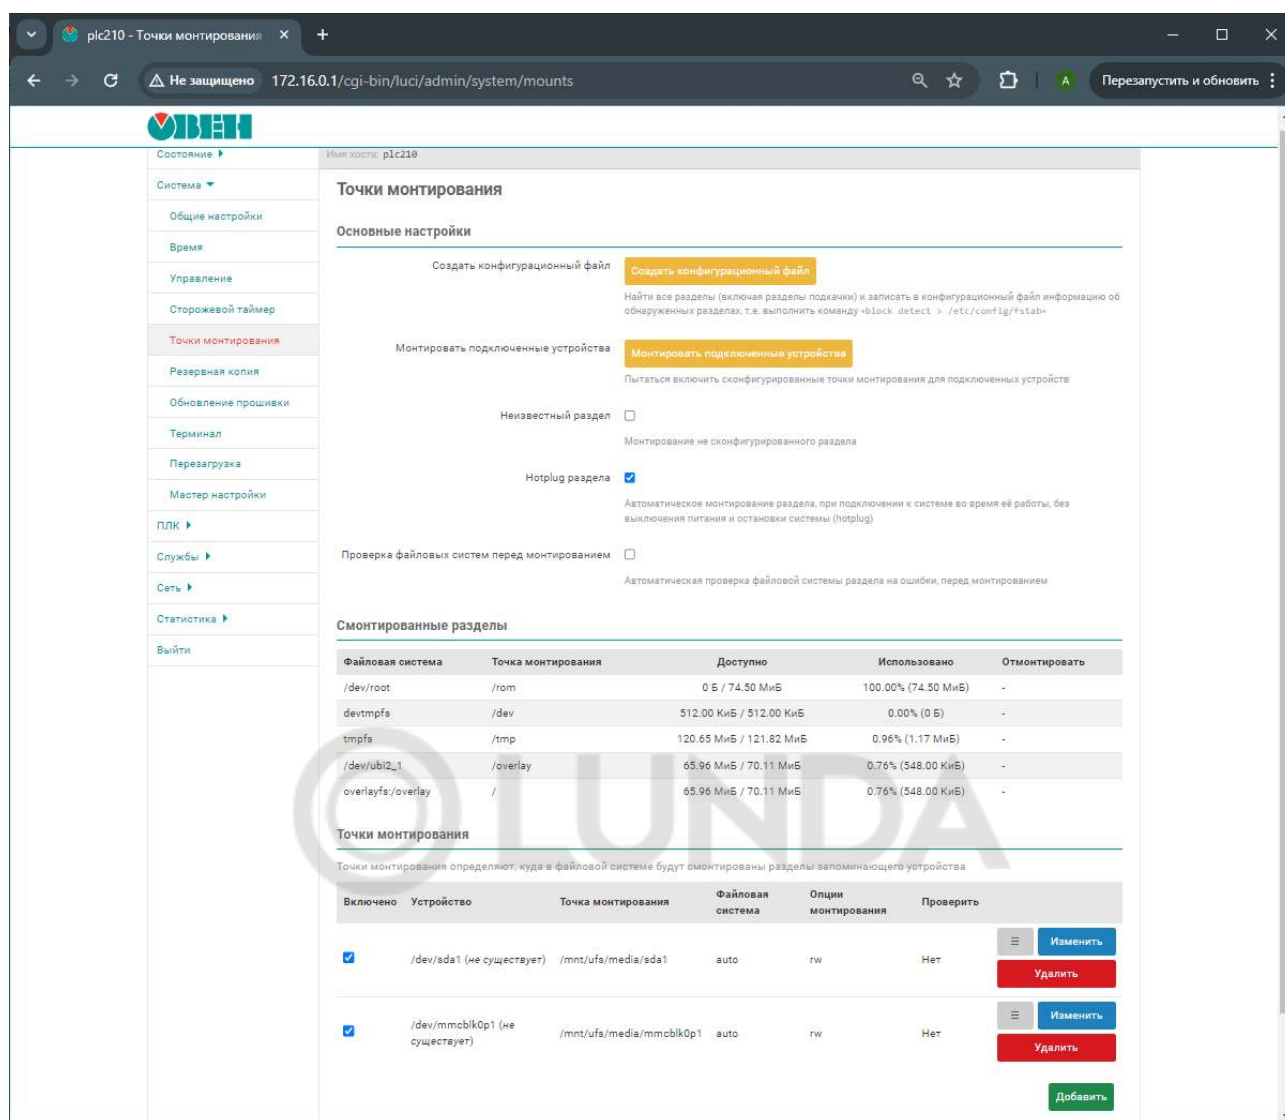 plc210 - Точки монтирования
Не защищено 172.16.0.1/cgi-bin/luci/admin/system/mounts A Перезапустить и обновить
ОВЕН
Состояние
Имя хоста: plc210
Система
Общие настройки
Время
Управление
Сторожевой таймер
Точки монтирования
Резервная копия
Обновление прошивки
Терминал
Перезагрузка
Мастер настройки
ПЛК
Службы
Сеть
Статистика
Выйти
Точки монтирования
Основные настройки
Создать конфигурационный файл Создать конфигурационный файл
Найти все разделы (включая разделы подкачки) и записать в конфигурационный файл информацию об
обнаруженных разделах, т.е. выполнить команду «block detect > /etc/config/fstab»
Монтировать подключенные устройства Монтировать подключенные устройства
Пытаться включить сконфигурированные точки монтирования для подключенных устройств
Неизвестный раздел
Монтирование не сконфигурированного раздела
Hotplug раздела
Автоматическое монтирование раздела, при подключении к системе во время её работы, без
выключения питания и остановки системы (hotplug)
Проверка файловых систем перед монтированием
Автоматическая проверка файловой системы раздела на ошибки, перед монтированием
Смонтированные разделы
Файловая система Точка монтирования Доступно Использовано Отмонтировать
/dev/root /rom 0 Б / 74.50 МиБ 100.00% (74.50 МиБ) -
devtmpfs /dev 512.00 КиБ / 512.00 КиБ 0.00% (0 Б) -
tmpfs /tmp 120.65 МиБ / 121.82 МиБ 0.96% (1.17 МиБ) -
/dev/ubi2_1 /overlay 65.96 МиБ / 70.11 МиБ 0.76% (548.00 КиБ) -
overlayfs:/overlay / 65.96 МиБ / 70.11 МиБ 0.76% (548.00 КиБ) -
LUNDA
Точки монтирования
Точки монтирования определяют, куда в файловой системе будут смонтированы разделы запоминающего устройства
Включено Устройство Точка монтирования Файловая система Опции монтирования Проверить
/dev/sda1 (не существует) /mnt/ufs/media/sda1 auto rw Нет Изменить
Удалить
/dev/mmcblk0p1 (не существует) /mnt/ufs/media/mmcblk0p1 auto rw Нет Изменить
Удалить
Добавить